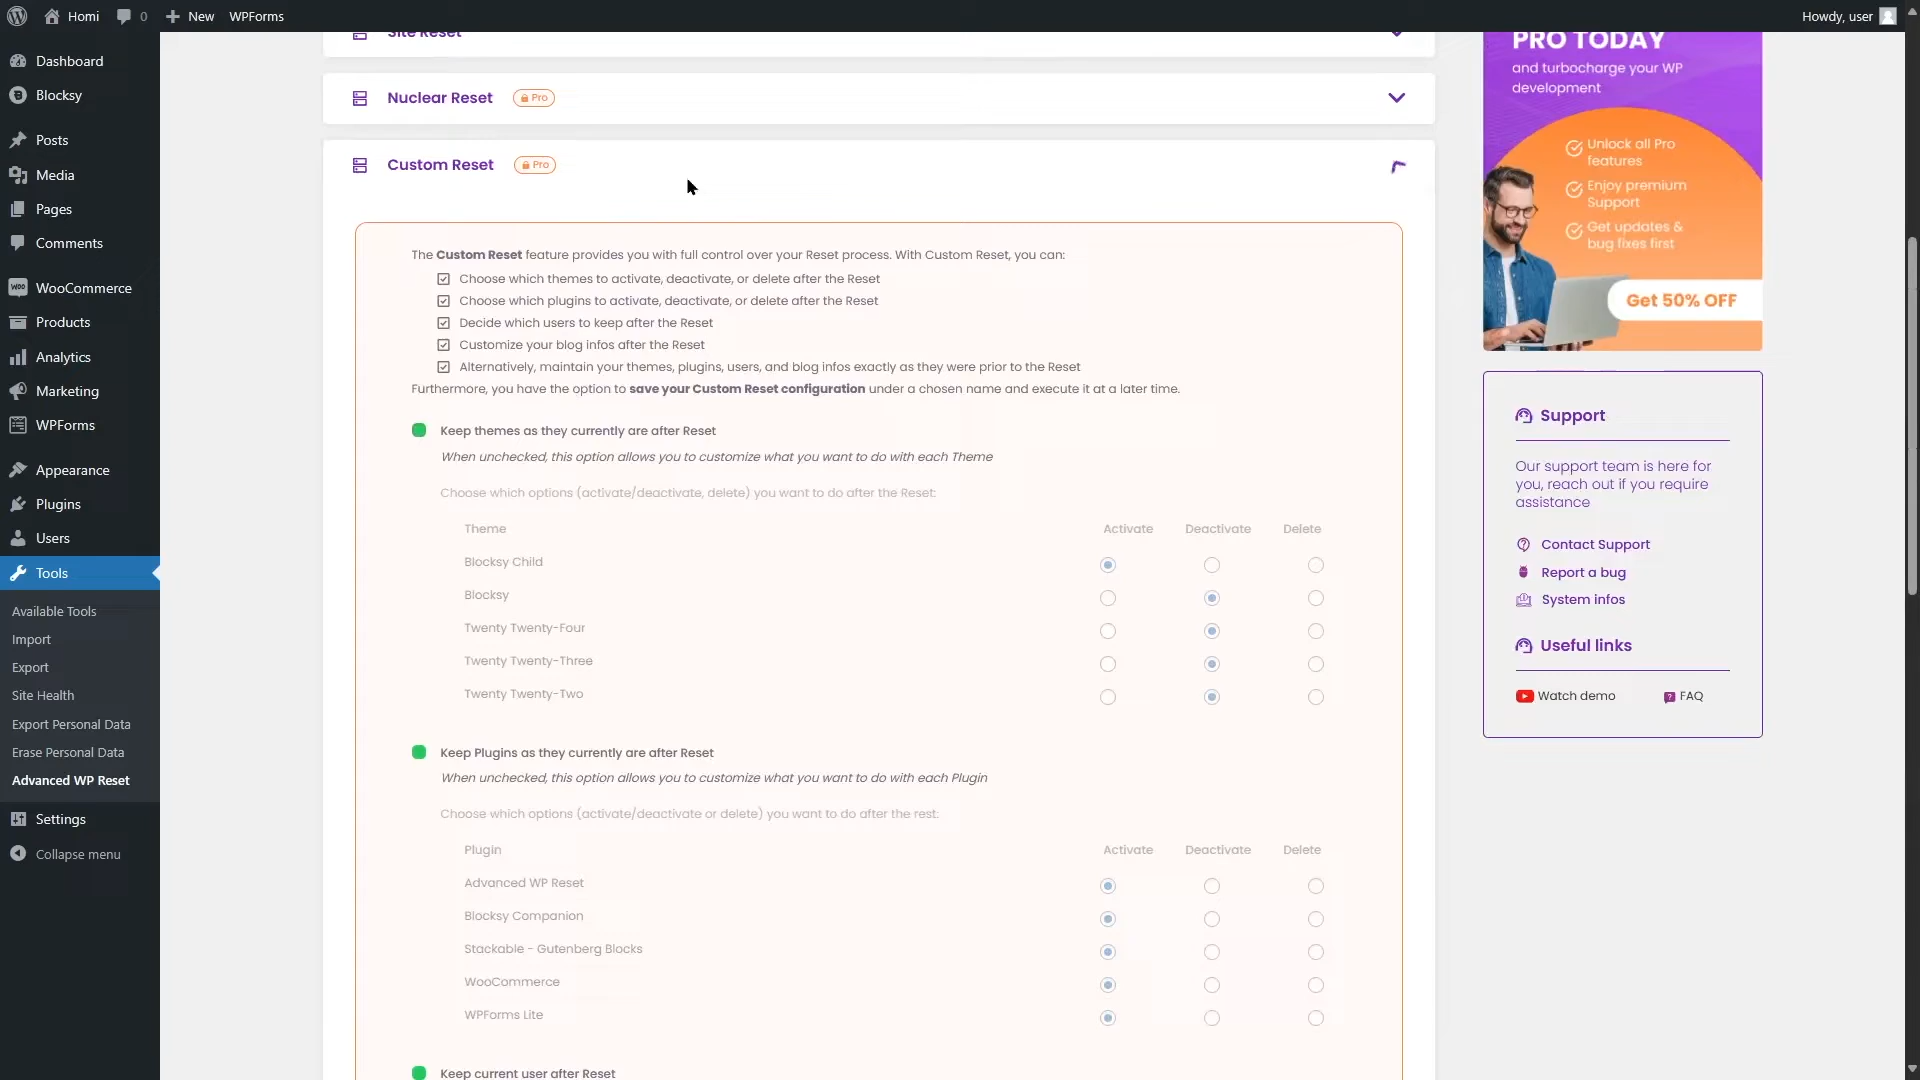 Homi
0
New
WPForms
Howdy, user
Dashboard
Blocksy
Posts
Media
Pages
Comments
WooCommerce
Products
Analytics
Marketing
WPForms
Appearance
Plugins
Users
Tools
Available Tools
Import
Export
Site Health
Export Personal Data
Erase Personal Data
Advanced WP Reset
Settings
Collapse menu
Site Reset
Nuclear Reset
Pro
Custom Reset
Pro
The Custom Reset feature provides you with full control over your Reset process. With Custom Reset, you can:
Choose which themes to activate, deactivate, or delete after the Reset
Choose which plugins to activate, deactivate, or delete after the Reset
Decide which users to keep after the Reset
Customize your blog infos after the Reset
Alternatively, maintain your themes, plugins, users, and blog infos exactly as they were prior to the Reset
Furthermore, you have the option to save your Custom Reset configuration under a chosen name and execute it at a later time.
Keep themes as they currently are after Reset
When unchecked, this option allows you to customize what you want to do with each Theme
Choose which options (activate/deactivate, delete) you want to do after the Reset:
Theme Activate Deactivate Delete
Blocksy Child
Blocksy
Twenty Twenty-Four
Twenty Twenty-Three
Twenty Twenty-Two
Keep Plugins as they currently are after Reset
When unchecked, this option allows you to customize what you want to do with each Plugin
Choose which options (activate/deactivate or delete) you want to do after the rest:
Plugin Activate Deactivate Delete
Advanced WP Reset
Blocksy Companion
Stackable - Gutenberg Blocks
WooCommerce
WPForms Lite
Keep current user after Reset
PRO TODAY
and turbocharge your WP
development
Unlock all Pro
features
Enjoy premium
Support
Get updates &
bug fixes first
Get 50% OFF
Support
Our support team is here for
you, reach out if you require
assistance
Contact Support
Report a bug
System infos
Useful links
Watch demo FAQ